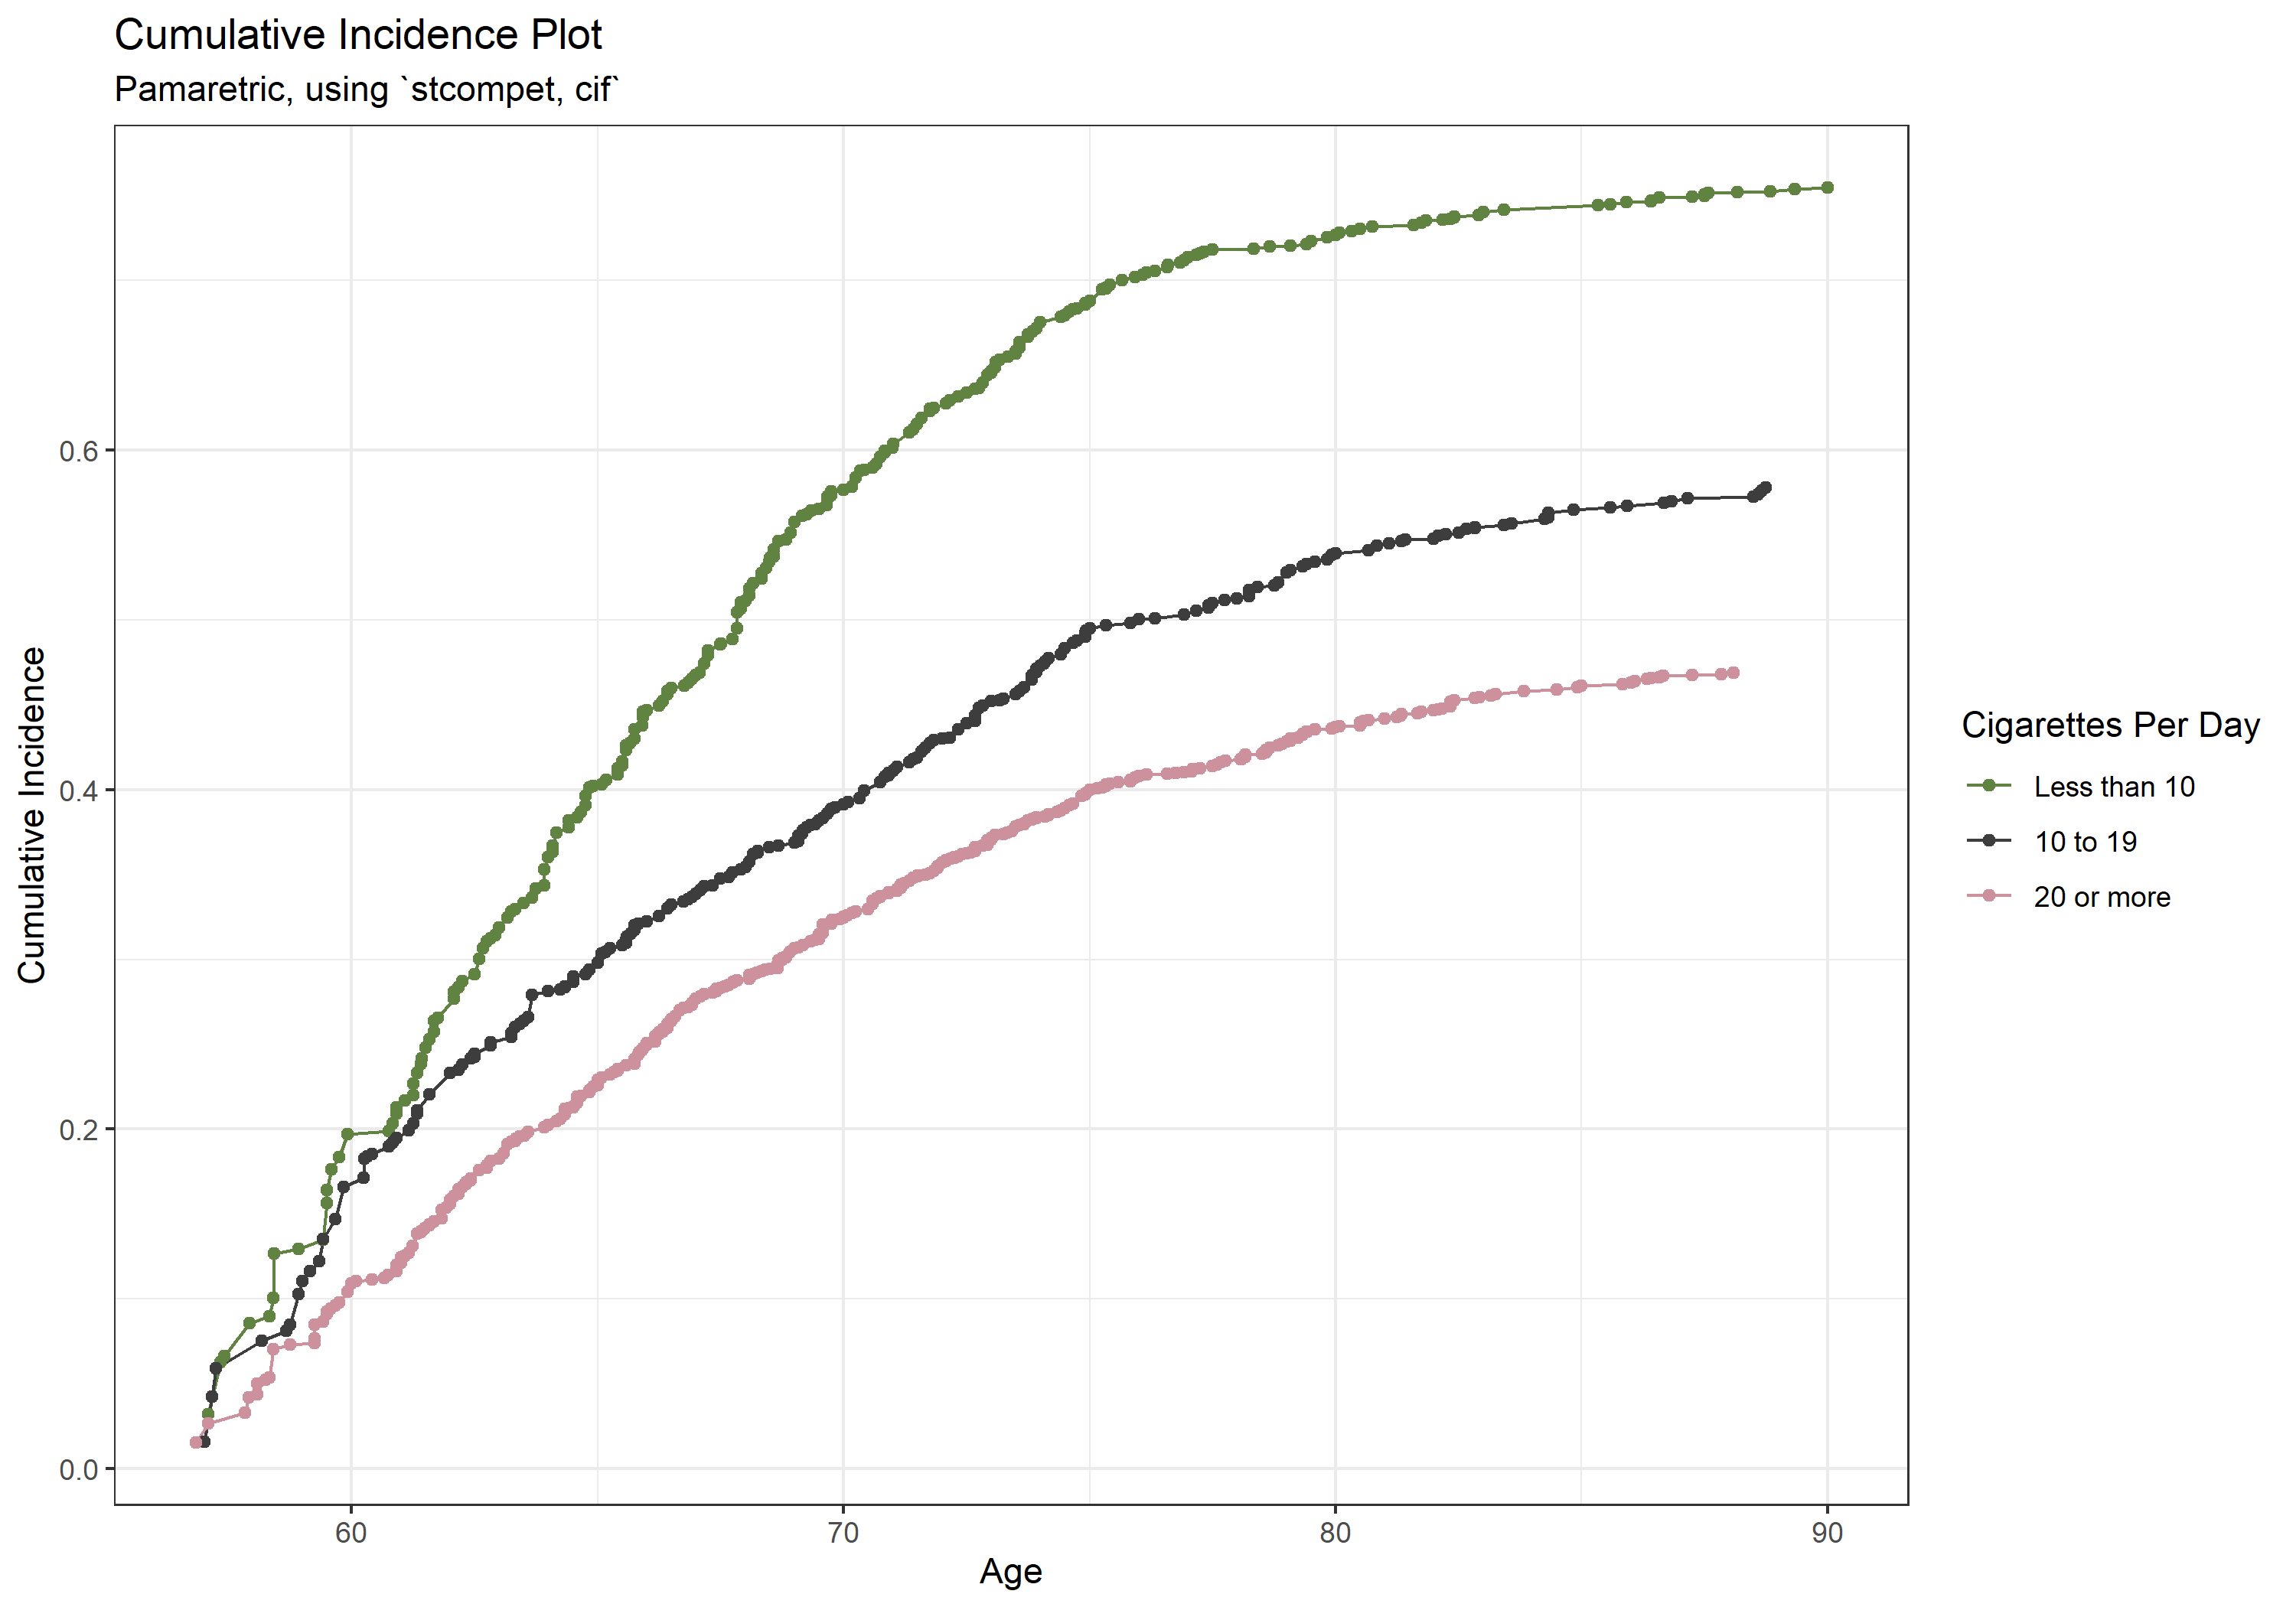 Cumulative Incidence Plot
Pamaretric, using `stcompet, cif`
Cumulative Incidence
0.6
0.4
0.2
0.0
60 70 80 90
Age
Cigarettes Per Day
Less than 10
10 to 19
20 or more